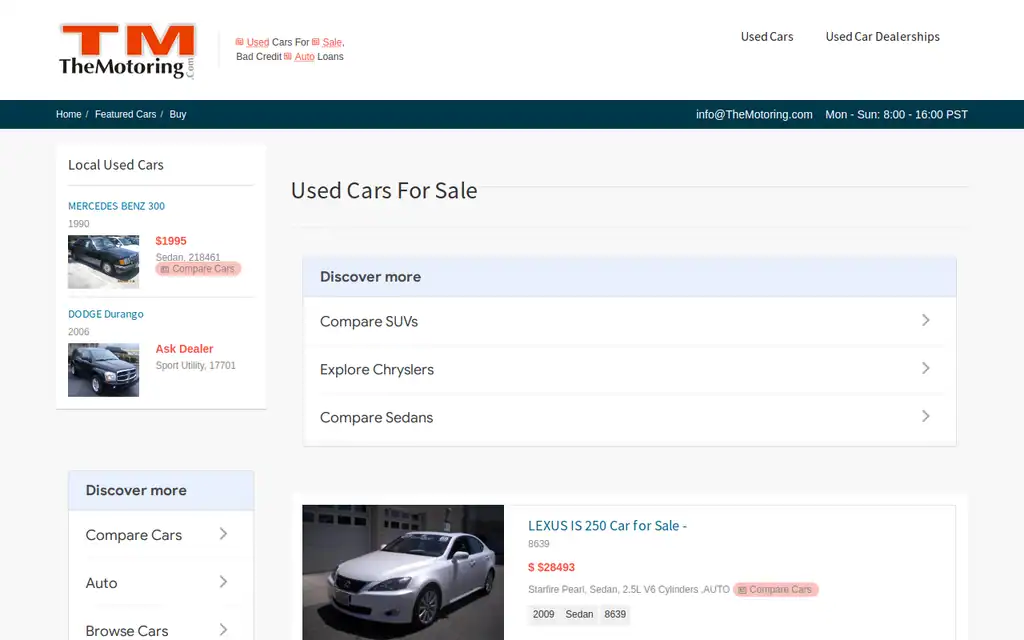 TM
TheMotoring
.Com
Used Cars For Sale,
Bad Credit Auto Loans
Used Cars
Used Car Dealerships
Home / Featured Cars / Buy
info@TheMotoring.com Mon - Sun: 8:00 - 16:00 PST
Local Used Cars
MERCEDES BENZ 300
1990
$1995
Sedan, 218461
Compare Cars
DODGE Durango
2006
Ask Dealer
Sport Utility, 17701
Discover more
Compare Cars
Auto
Browse Cars
Used Cars For Sale
Discover more
Compare SUVs
Explore Chryslers
Compare Sedans
LEXUS IS 250 Car for Sale -
8639
$ $28493
Starfire Pearl, Sedan, 2.5L V6 Cylinders ,AUTO Compare Cars
2009 Sedan 8639